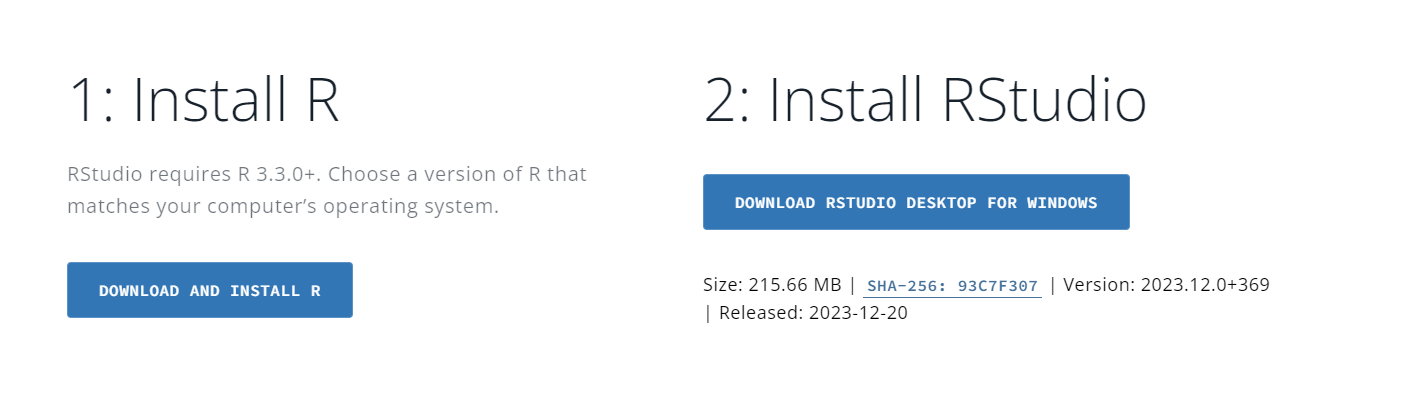 1: Install R
RStudio requires R 3.3.0+. Choose a version of R that
matches your computer’s operating system.
DOWNLOAD AND INSTALL R
2: Install RStudio
DOWNLOAD RSTUDIO DESKTOP FOR WINDOWS
Size: 215.66 MB | SHA-256: 93C7F307 | Version: 2023.12.0+369
| Released: 2023-12-20